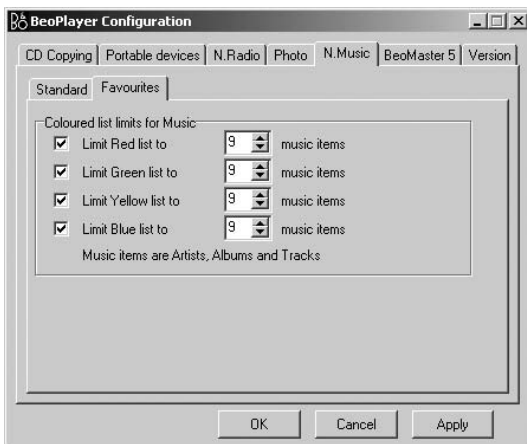 BeoPlayer Configuration
CD Copying Portable devices N.Radio Photo N.Music BeoMaster 5 Version
Standard Favourites
Coloured list limits for Music
Limit Red list to 9 music items
Limit Green list to 9 music items
Limit Yellow list to 9 music items
Limit Blue list to 9 music items
Music items are Artists, Albums and Tracks
OK Cancel Apply